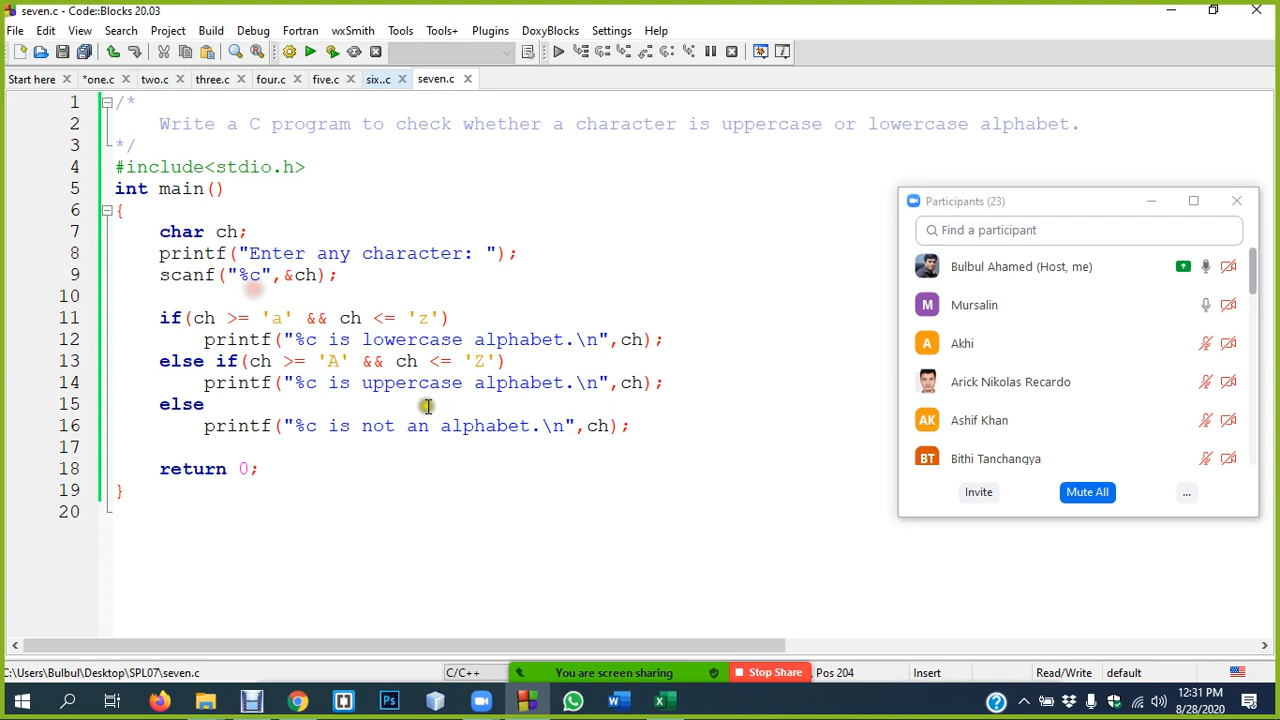 seven.c - Code::Blocks 20.03
File Edit View Search Project Build Debug Fortran wxSmith Tools Tools+ Plugins DoxyBlocks Settings Help
Start here *one.c two.c three.c four.c five.c six..c seven.c
1 /*
2 Write a C program to check whether a character is uppercase or lowercase alphabet.
3 */
4 #include<stdio.h>
5 int main()
6 {
7 char ch;
8 printf("Enter any character: ");
9 scanf("%c",&ch);
10
11 if(ch >= 'a' && ch <= 'z')
12 printf("%c is lowercase alphabet.\n",ch);
13 else if(ch >= 'A' && ch <= 'Z')
14 printf("%c is uppercase alphabet.\n",ch);
15 else
16 printf("%c is not an alphabet.\n",ch);
17
18 return 0;
19 }
20
Participants (23)
Find a participant
Bulbul Ahamed (Host, me)
M Mursalin
A Akhi
Arick Nikolas Recardo
AK Ashif Khan
BT Bithi Tanchangya
Invite Mute All ...
C:\Users\Bulbul\Desktop\SPL07\seven.c C/C++ You are screen sharing Stop Share Pos 204 Insert Read/Write default
Ps W 12:31 PM
8/28/2020